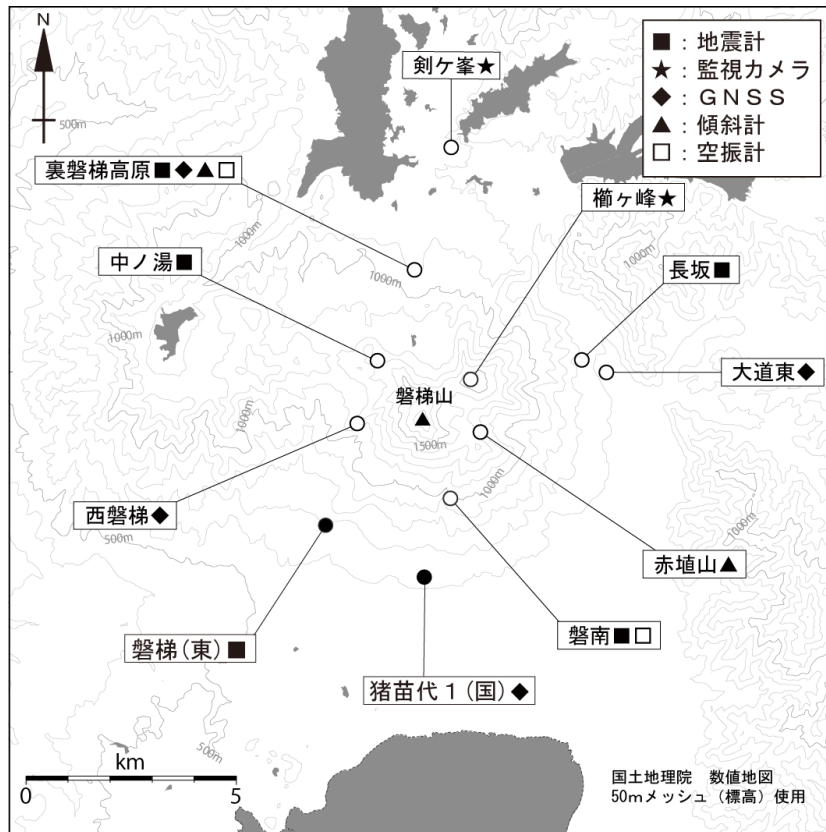 N
■：地震計
★：監視カメラ
◆：ＧＮＳＳ
▲：傾斜計
□：空振計
剣ケ峯★
500m
裏磐梯高原■◆▲□
櫛ヶ峰★
1000m
1000m
中ノ湯■
1000m
長坂■
1000m
大道東◆
磐梯山
1000m
1500m
1000m
西磐梯◆
500m
1000m
赤埴山▲
磐梯(東)■
磐南■□
猪苗代１(国)◆
500m
km
0
5
国土地理院　数値地図
50mメッシュ（標高）使用